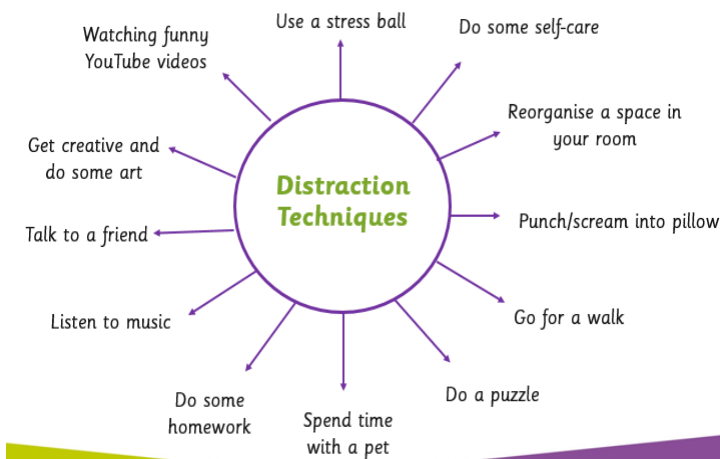 Distraction
Techniques
Use a stress ball
Do some self-care
Reorganise a space in
your room
Punch/scream into pillow
Go for a walk
Do a puzzle
Spend time
with a pet
Do some
homework
Listen to music
Talk to a friend
Get creative and
do some art
Watching funny
YouTube videos